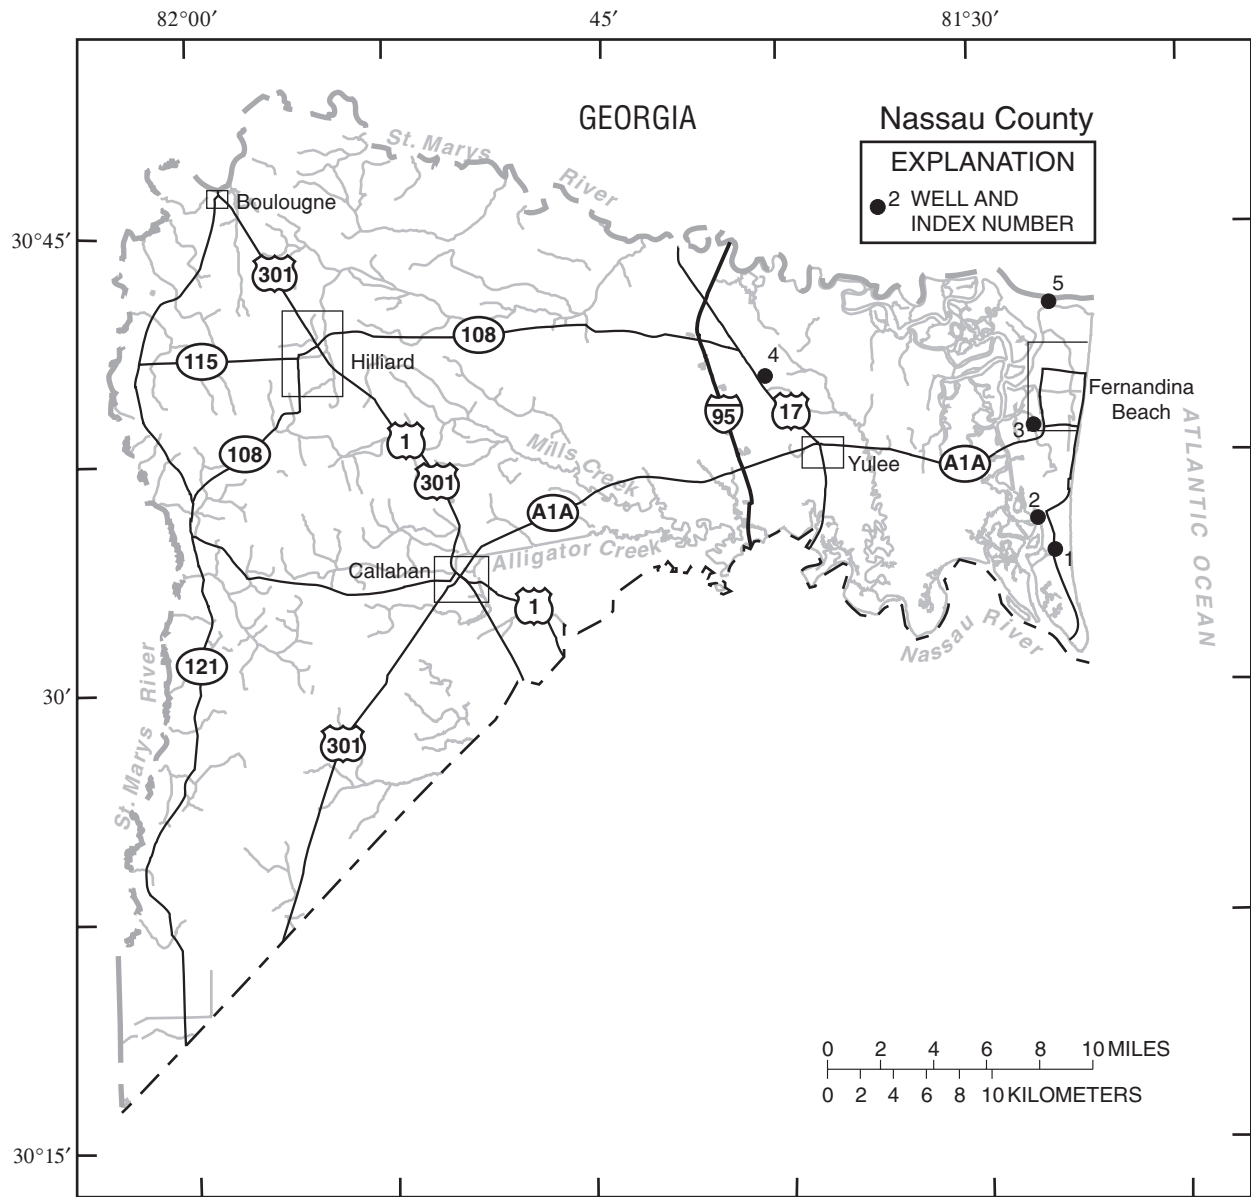 82°00′
45′
81°30′
GEORGIA
Nassau County
EXPLANATION
2 WELL AND
INDEX NUMBER
St. Marys
River
Boulougne
30°45′
301
5
108
115
Hilliard
4
95
17
Fernandina
Beach
3
1
108
Mills Creek
Yulee
A1A
301
A1A
2
ATLANTIC OCEAN
Alligator Creek
1
Callahan
1
Nassau River
121
St. Marys River
30′
301
0 2 4 6 8 10 MILES
0 2 4 6 8 10 KILOMETERS
30°15′